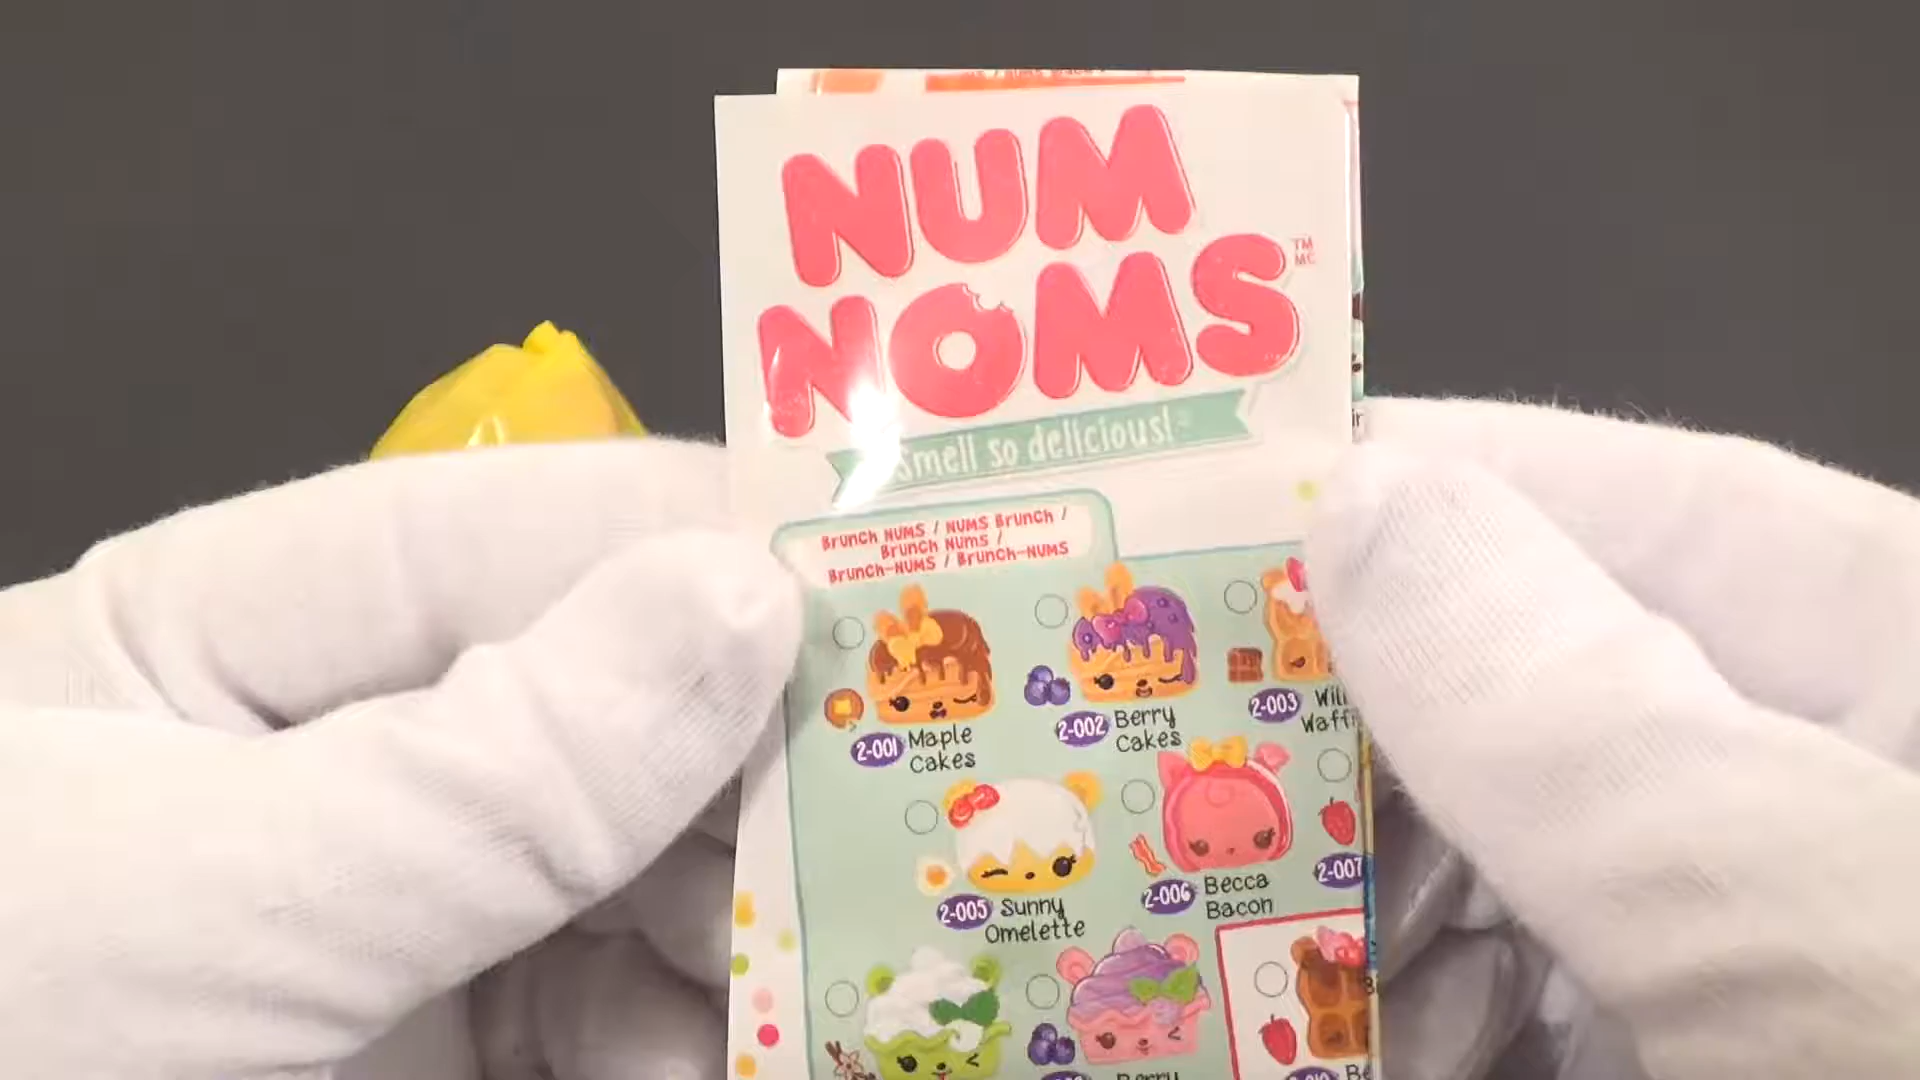 NUM
NOMS
TM
MC
Smell so delicious!
Brunch NUMS / NUMS Brunch /
Brunch Nums /
Brunch-NUMS / Brunch-NUMS
2-001 Maple
Cakes
2-002 Berry
Cakes
2-003
2-005 Sunny
Omelette
2-006 Becca
Bacon
2-007
Berry